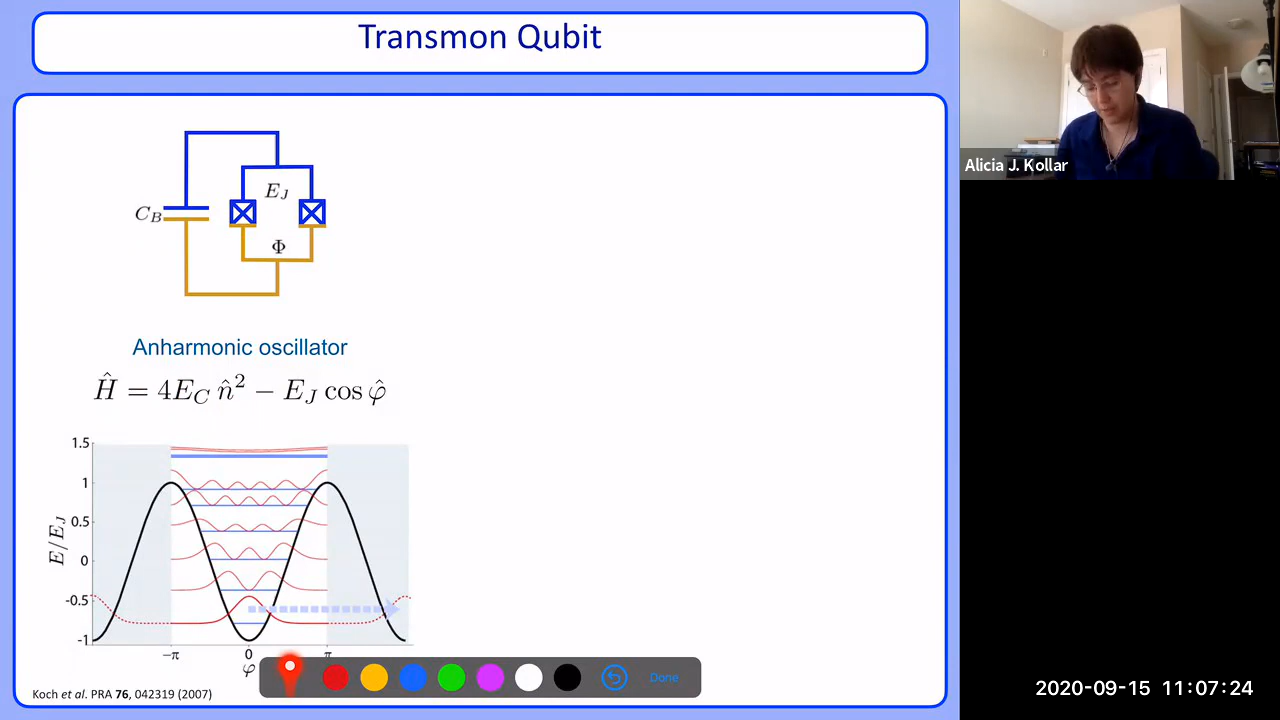 Transmon Qubit
Alicia J. Kollar
E_J
C_B
Φ
Anharmonic oscillator
Ĥ = 4E_C n̂² − E_J cos φ̂
1.5
1
0.5
0
-0.5
-1
E/E_J
−π
0
π
φ
Done
Koch et al. PRA 76, 042319 (2007)
2020-09-15 11:07:24